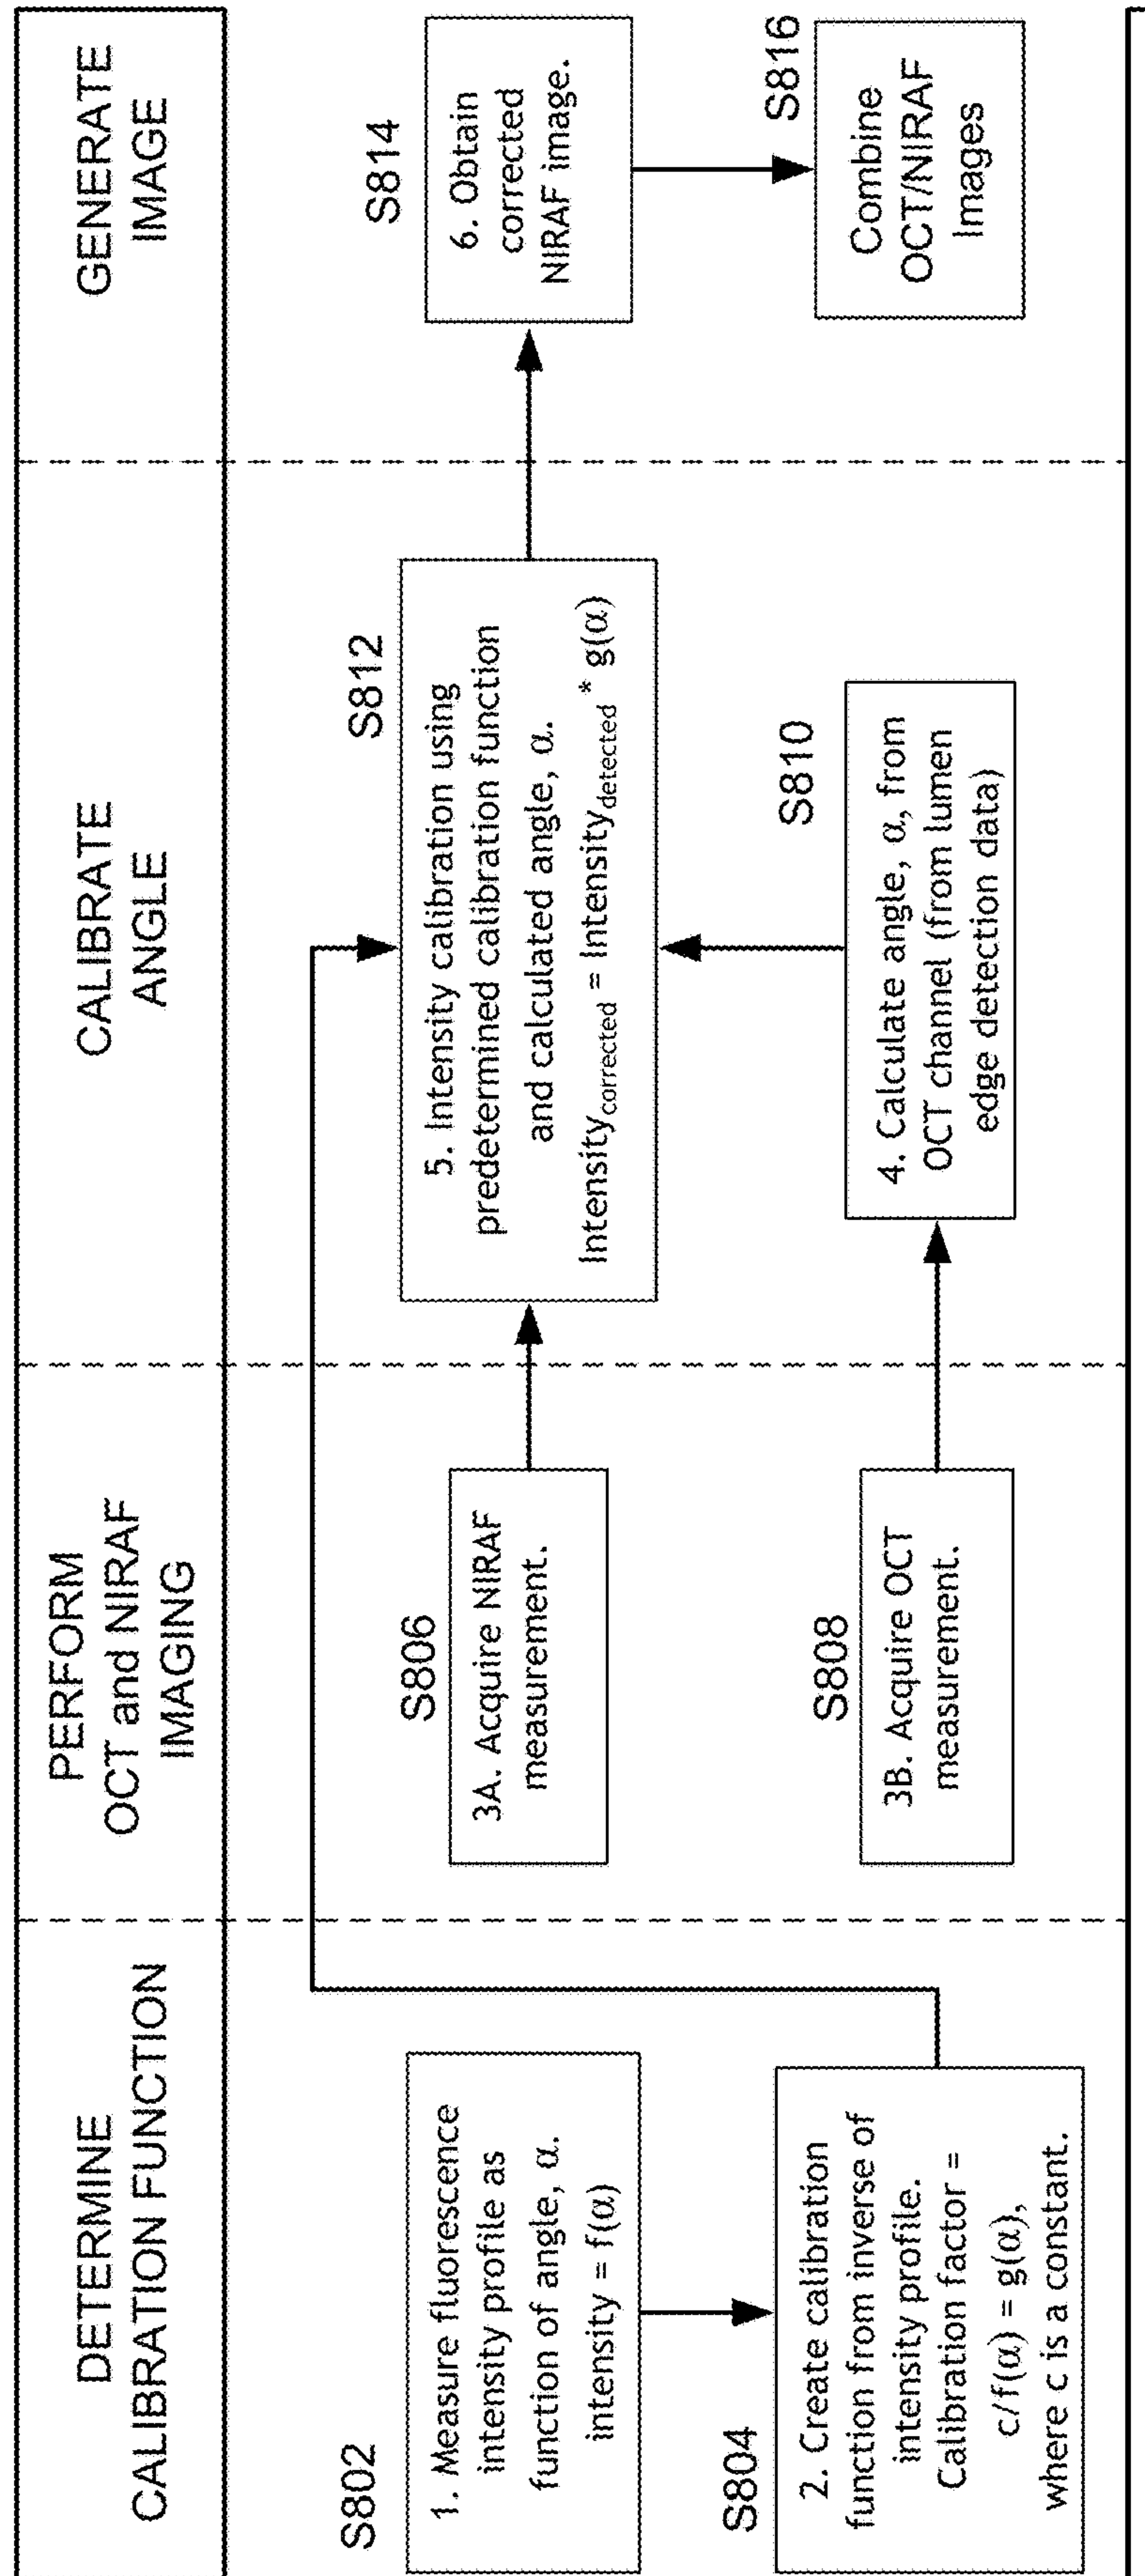 DETERMINE
CALIBRATION FUNCTION
PERFORM
OCT and NIRAF
IMAGING
CALIBRATE
ANGLE
GENERATE
IMAGE
S802
1. Measure fluorescence
intensity profile as
function of angle, α.
intensity = f(α)
S804
2. Create calibration
function from inverse of
intensity profile.
Calibration factor =
c/f(α) = g(α),
where c is a constant.
S806
3A. Acquire NIRAF
measurement.
S808
3B. Acquire OCT
measurement.
S812
5. Intensity calibration using
predetermined calibration function
and calculated angle, α.
Intensity corrected = Intensity detected * g(α)
S810
4. Calculate angle, α, from
OCT channel (from lumen
edge detection data)
S814
6. Obtain
corrected
NIRAF image.
S816
Combine
OCT/NIRAF
Images